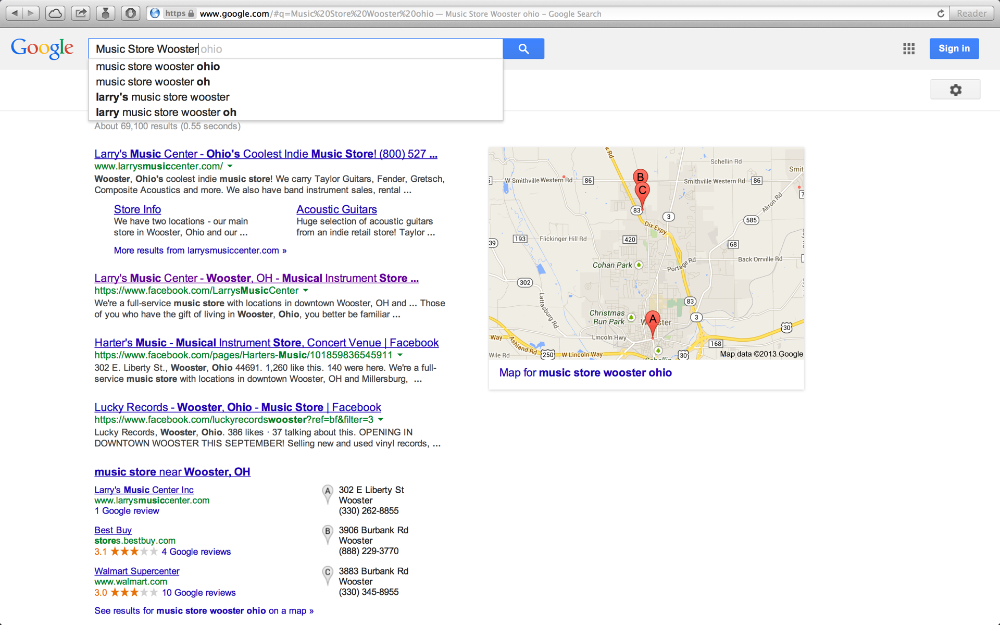 https www.google.com/#q=Music%20Store%20Wooster%20ohio — Music Store Wooster ohio – Google Search Reader
Google
Music Store Wooster ohio
Sign in
music store wooster ohio
music store wooster oh
larry's music store wooster
larry music store wooster oh
About 69,100 results (0.55 seconds)
Larry's Music Center - Ohio's Coolest Indie Music Store! (800) 527 ...
www.larrysmusiccenter.com/
Wooster, Ohio's coolest indie music store! We carry Taylor Guitars, Fender, Gretsch,
Composite Acoustics and more. We also have band instrument sales, rental ...
Store Info
We have two locations - our main
store in Wooster, Ohio and our ...
Acoustic Guitars
Huge selection of acoustic guitars
from an indie retail store! Taylor ...
More results from larrysmusiccenter.com »
Larry's Music Center - Wooster, OH - Musical Instrument Store ...
https://www.facebook.com/LarrysMusicCenter
We're a full-service music store with locations in downtown Wooster, OH and ... Those
of you who have the gift of living in Wooster, Ohio, you better be familiar ...
Harter's Music - Musical Instrument Store, Concert Venue | Facebook
https://www.facebook.com/pages/Harters-Music/101859836545911
302 E. Liberty St., Wooster, Ohio 44691. 1,260 like this. 140 were here. We're a full-
service music store with locations in downtown Wooster, OH and Millersburg, ...
Lucky Records - Wooster, Ohio - Music Store | Facebook
https://www.facebook.com/luckyrecordswooster?ref=bf&filter=3
Lucky Records, Wooster, Ohio. 386 likes · 37 talking about this. OPENING IN
DOWNTOWN WOOSTER THIS SEPTEMBER! Selling new and used vinyl records, ...
music store near Wooster, OH
Larry's Music Center Inc
www.larrysmusiccenter.com
1 Google review
A
302 E Liberty St
Wooster
(330) 262-8855
Best Buy
stores.bestbuy.com
3.1 4 Google reviews
B
3906 Burbank Rd
Wooster
(888) 229-3770
Walmart Supercenter
www.walmart.com
3.0 10 Google reviews
C
3883 Burbank Rd
Wooster
(330) 345-8955
See results for music store wooster ohio on a map »
k Rd
Schellin Rd
Smit
W Smithville Western Rd
86
B
Smithville Western Rd
86
C
83
3
Akron Rd
585
Dix Expy
39
193
Flickinger Hill Rd
420
68
Back Orrville Rd
Portage Rd
Cohan Park
302
Lattasburg Rd
83
Christmas
Run Park
A
3
30
Way
Lincoln Hwy
168
Ashland Rd
Wile Rd
250
W Lincoln Way
30
Map data ©2013 Google
Map for music store wooster ohio